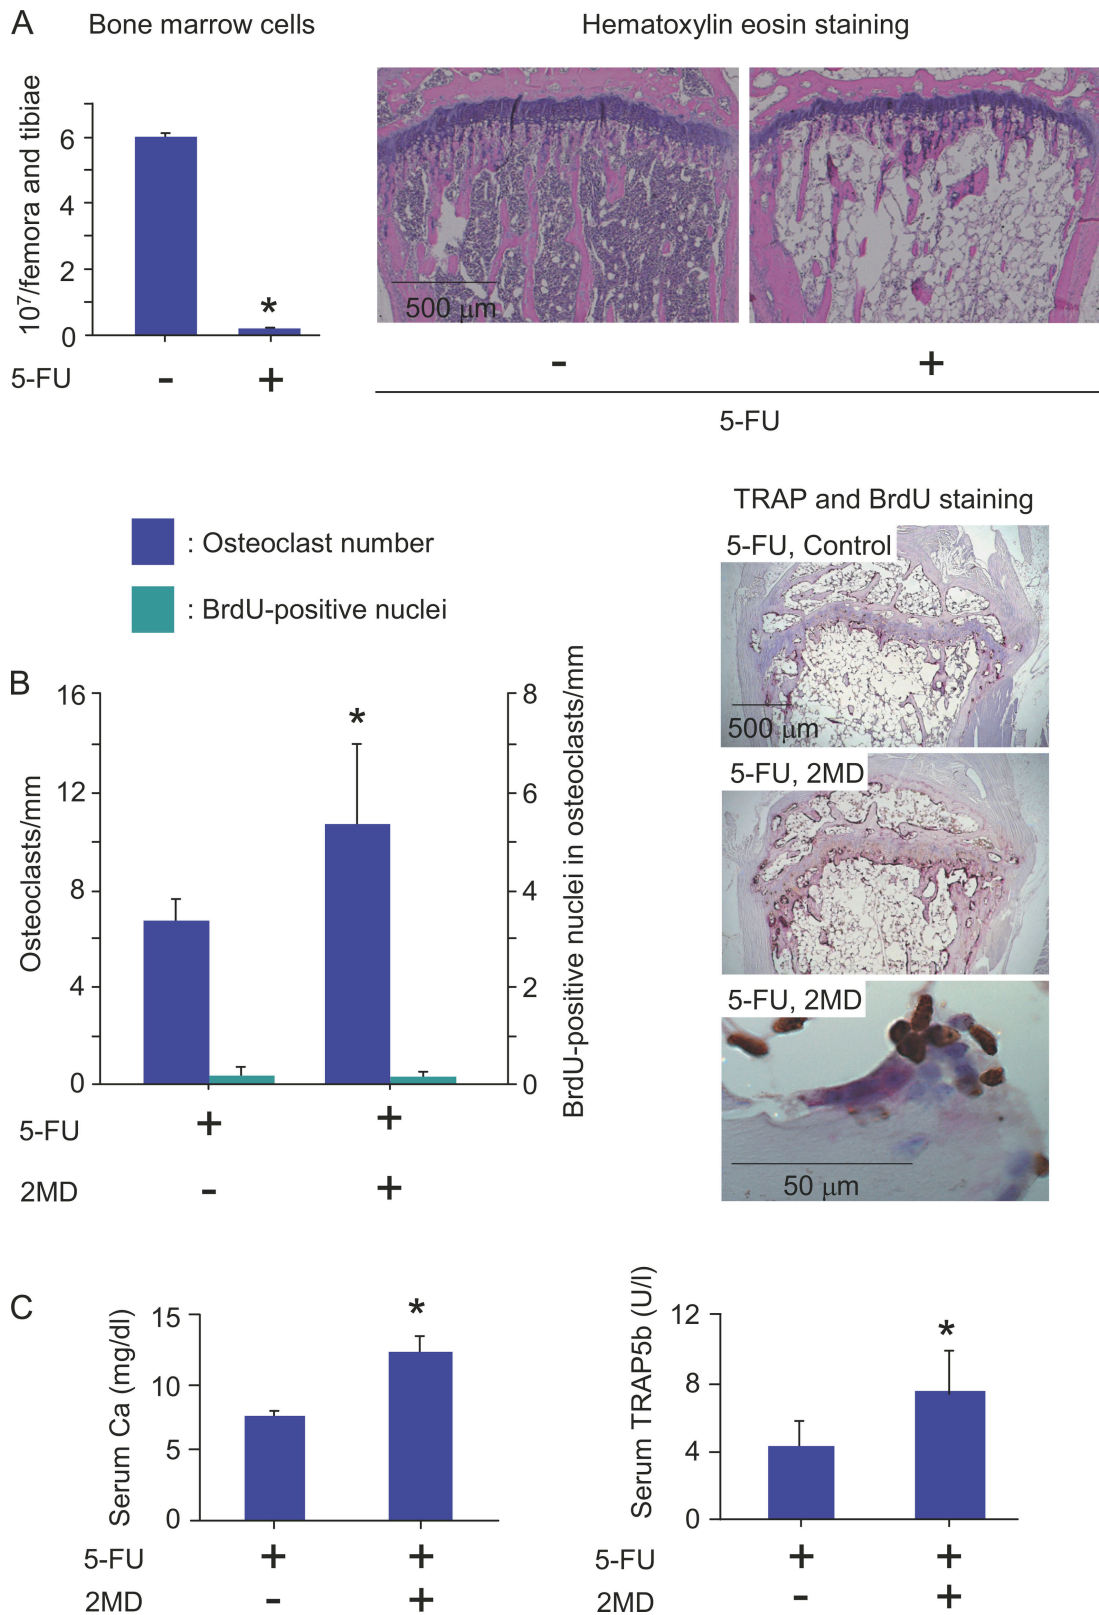 A
Bone marrow cells
Hematoxylin eosin staining
10⁷/femora and tibiae
6
4
2
0
*
5-FU
-
+
500 μm
-
+
5-FU
: Osteoclast number
: BrdU-positive nuclei
TRAP and BrdU staining
5-FU, Control
500 μm
5-FU, 2MD
5-FU, 2MD
50 μm
B
Osteoclasts/mm
16
12
8
4
0
*
8
6
4
2
0
BrdU-positive nuclei in osteoclasts/mm
5-FU + +
2MD - +
C
Serum Ca (mg/dl)
15
10
5
0
*
5-FU + +
2MD - +
Serum TRAP5b (U/l)
12
8
4
0
*
5-FU + +
2MD - +